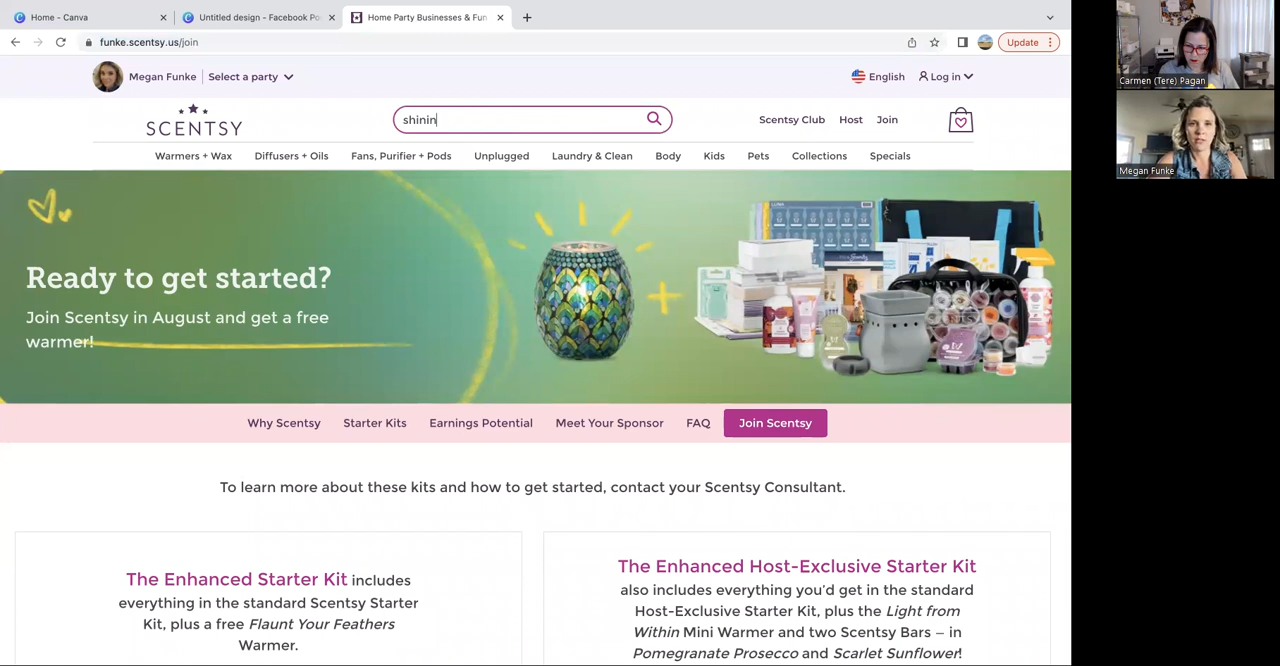 Home - Canva
Untitled design - Facebook Po
Home Party Businesses & Fun
funke.scentsy.us/join
Update
Megan Funke
Select a party
English
Log in
SCENTSY
shinin
Scentsy Club
Host
Join
Warmers + Wax
Diffusers + Oils
Fans, Purifier + Pods
Unplugged
Laundry & Clean
Body
Kids
Pets
Collections
Specials
Ready to get started?
Join Scentsy in August and get a free
warmer!
Why Scentsy
Starter Kits
Earnings Potential
Meet Your Sponsor
FAQ
Join Scentsy
To learn more about these kits and how to get started, contact your Scentsy Consultant.
The Enhanced Starter Kit includes
everything in the standard Scentsy Starter
Kit, plus a free Flaunt Your Feathers
Warmer.
The Enhanced Host-Exclusive Starter Kit
also includes everything you'd get in the standard
Host-Exclusive Starter Kit, plus the Light from
Within Mini Warmer and two Scentsy Bars – in
Pomegranate Prosecco and Scarlet Sunflower!
Carmen (Tere) Pagan
Megan Funke